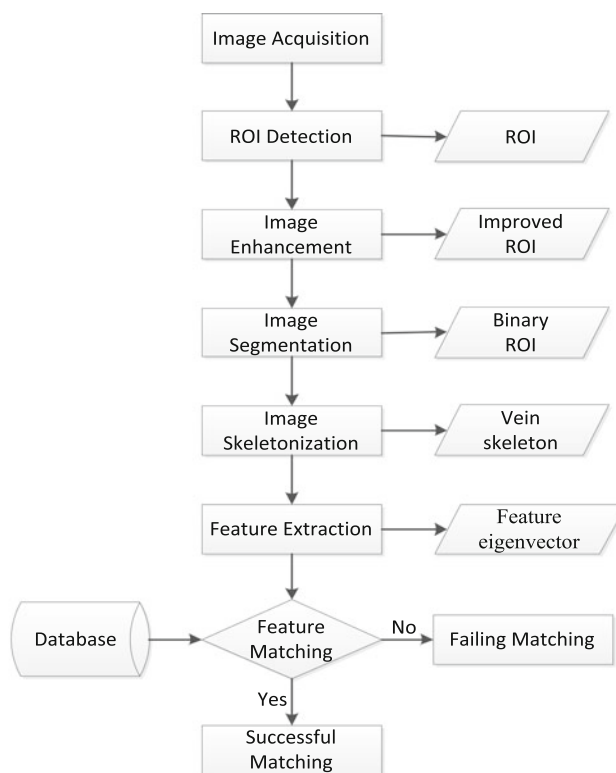 Image Acquisition
ROI Detection
ROI
Image
Enhancement
Improved
ROI
Image
Segmentation
Binary
ROI
Image
Skeletonization
Vein
skeleton
Feature Extraction
Feature
eigenvector
Database
Feature
Matching
No
Failing Matching
Yes
Successful
Matching